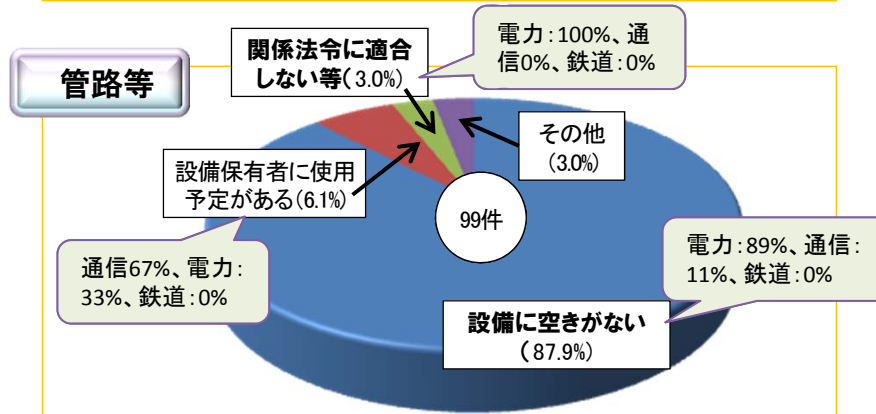 管路等
関係法令に適合
しない等(3.0%)
電力:100%、通
信0%、鉄道:0%
その他
(3.0%)
設備保有者に使用
予定がある(6.1%)
99件
通信67%、電力:
33%、鉄道:0%
電力:89%、通信:
11%、鉄道:0%
設備に空きがない
(87.9%)